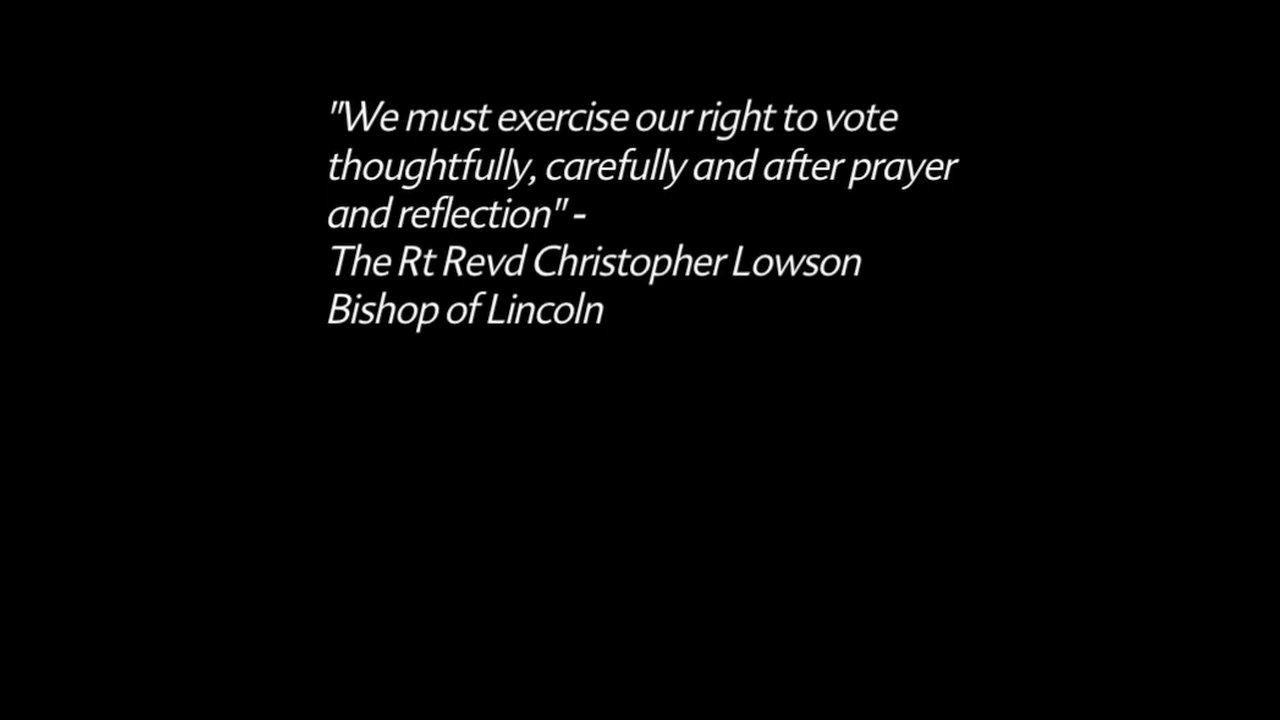 "We must exercise our right to vote
thoughtfully, carefully and after prayer
and reflection" -
The Rt Revd Christopher Lowson
Bishop of Lincoln